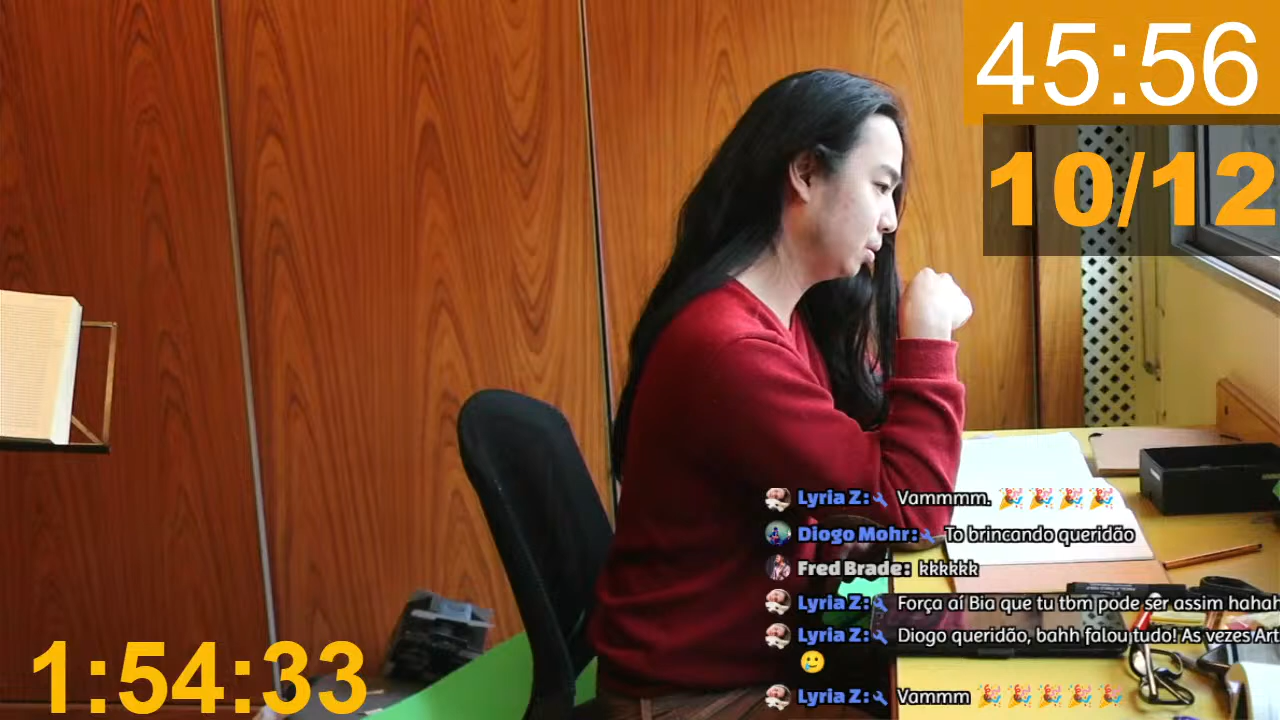 45:56
10/12
Lyria Z: Vammmm. 🎉 🎉 🎉 🎉
Diogo Mohr: To brincando queridão
Fred Brade: kkkkkk
Lyria Z: Força aí Bia que tu tbm pode ser assim hahah
Lyria Z: Diogo queridão, bahh falou tudo! As vezes Art
🥲
Lyria Z: Vammm 🎉 🎉 🎉 🎉 🎉
1:54:33